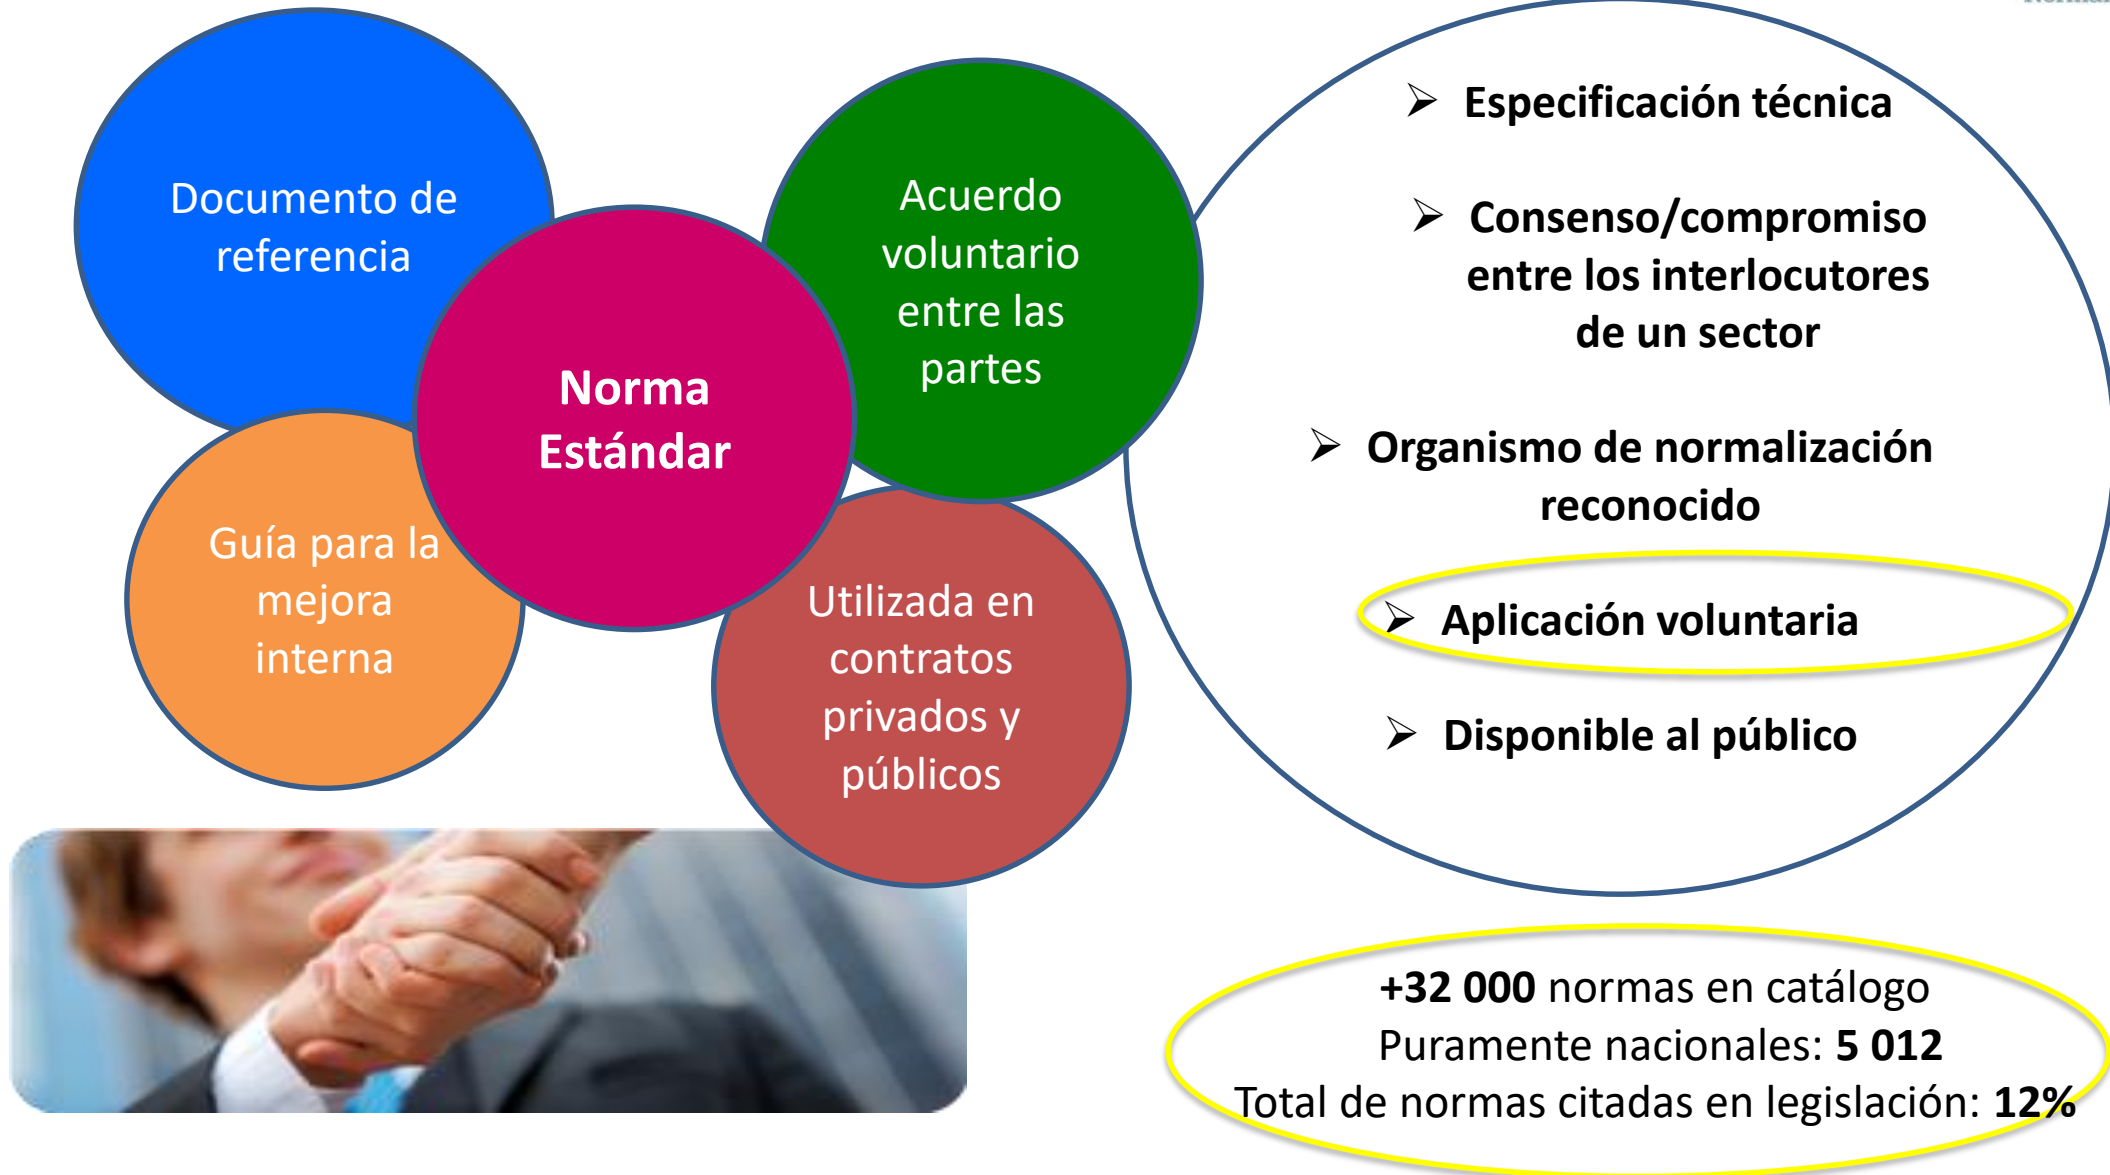 Documento de
referencia
Acuerdo
voluntario
entre las
partes
Norma
Estándar
Guía para la
mejora
interna
Utilizada en
contratos
privados y
públicos
➢ Especificación técnica
➢ Consenso/compromiso
entre los interlocutores
de un sector
➢ Organismo de normalización
reconocido
➢ Aplicación voluntaria
➢ Disponible al público
+32 000 normas en catálogo
Puramente nacionales: 5 012
Total de normas citadas en legislación: 12%